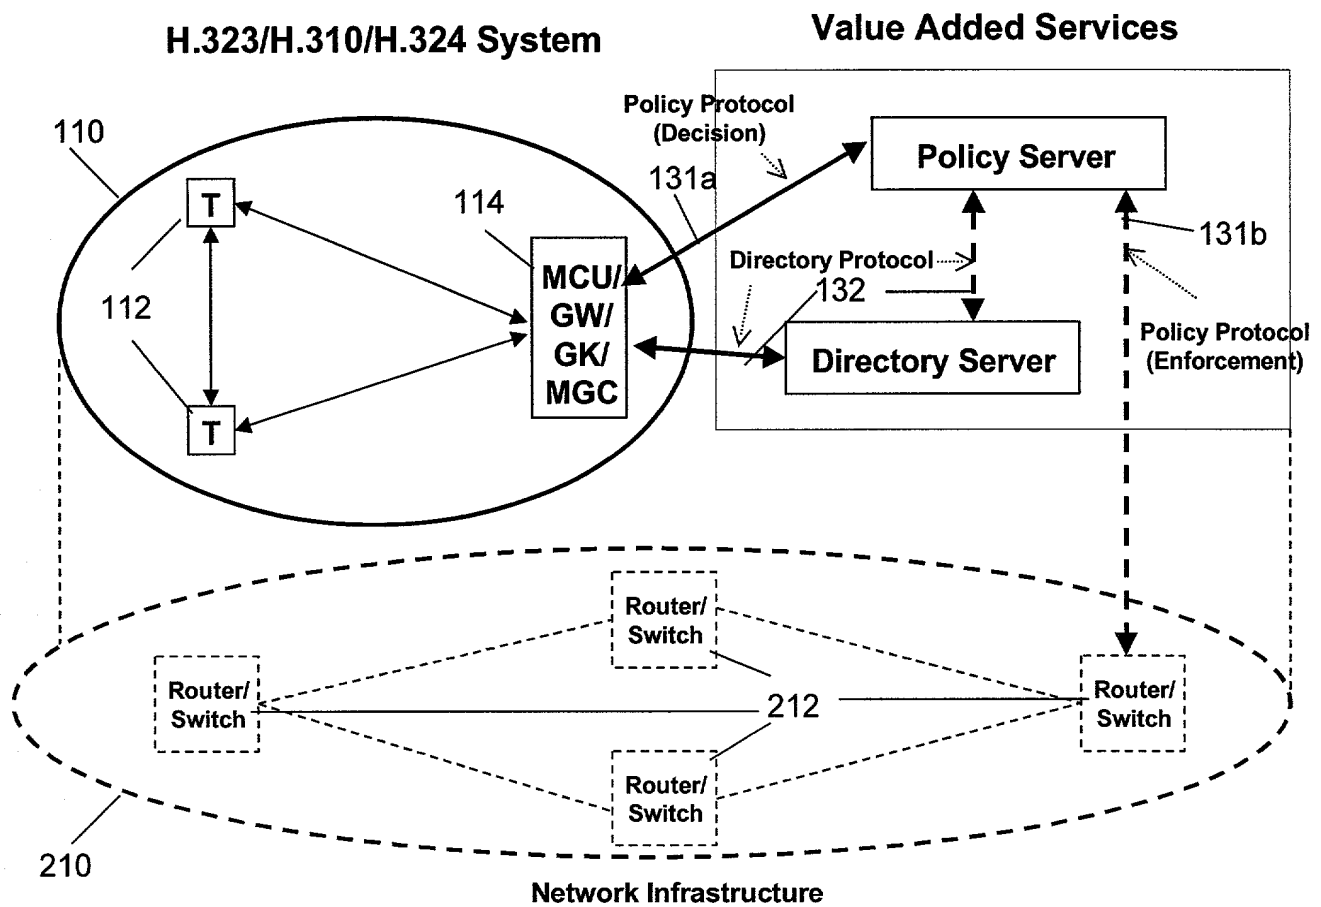 H.323/H.310/H.324 System
Value Added Services
110
T
112
T
114
MCU/
GW/
GK/
MGC
Policy Protocol
(Decision)
131a
Policy Server
131b
Directory Protocol
132
Directory Server
Policy Protocol
(Enforcement)
Router/
Switch
Router/
Switch
212
Router/
Switch
Router/
Switch
210
Network Infrastructure